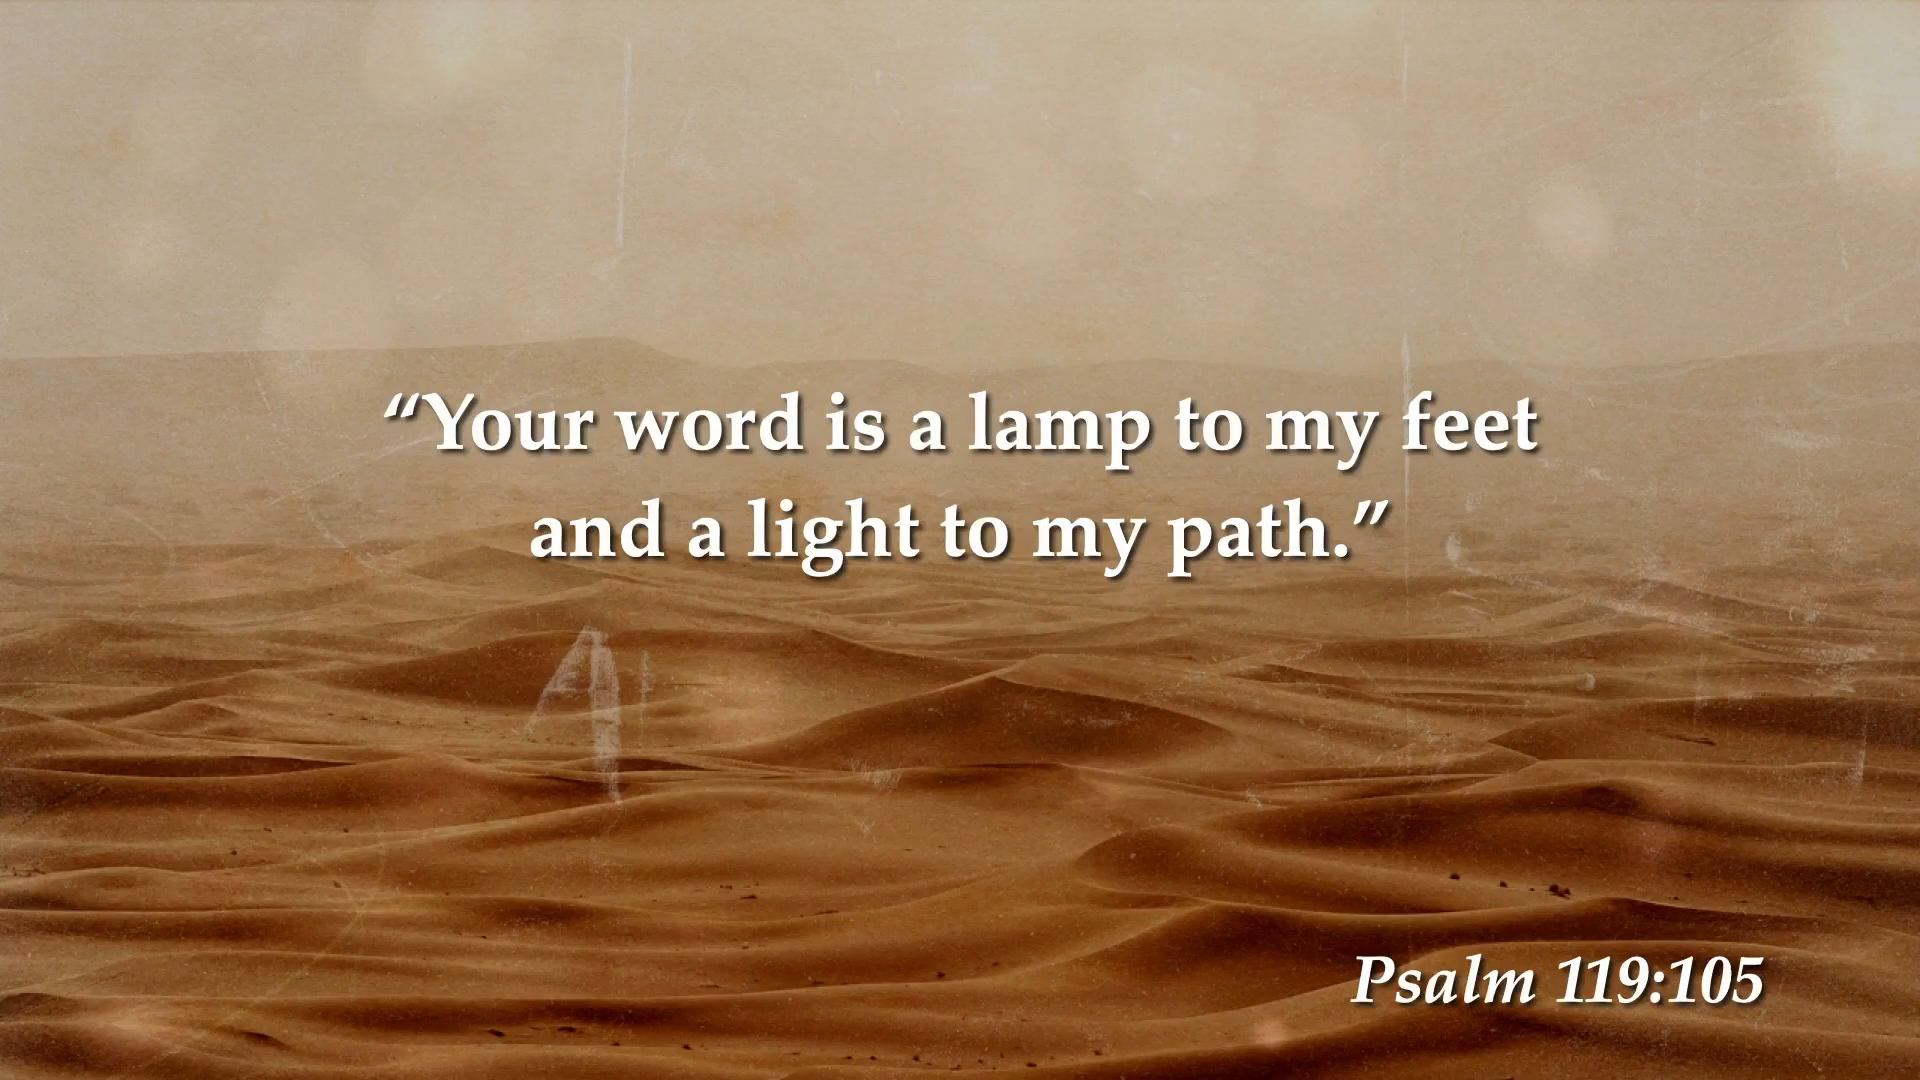 “Your word is a lamp to my feet
and a light to my path.”
Psalm 119:105